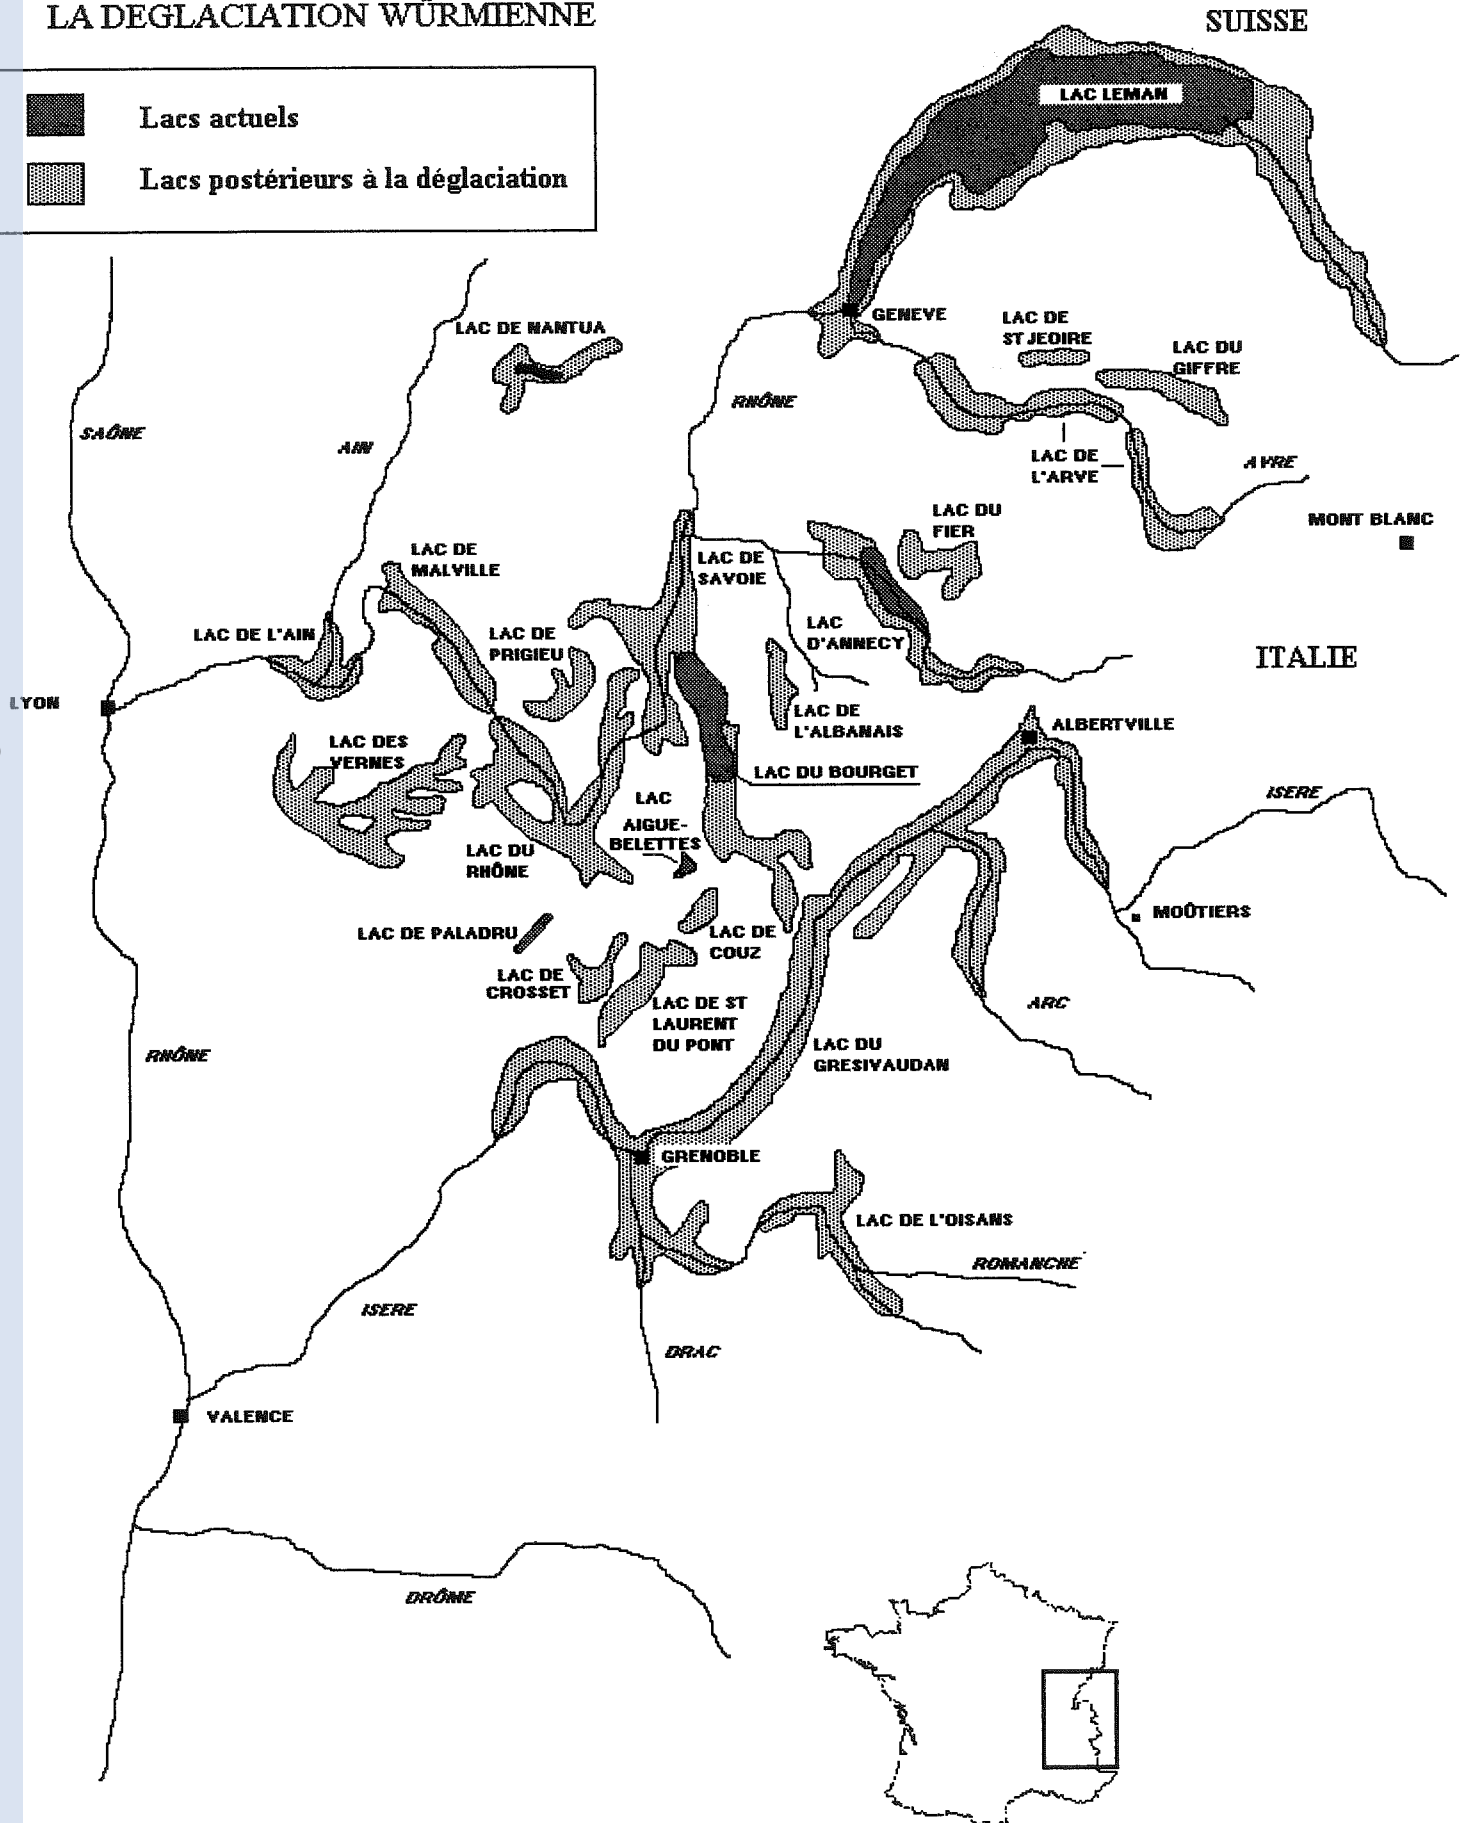 LA DEGLACIATION WÜRMIENNE
SUISSE
Lacs actuels
Lacs postérieurs à la déglaciation
LAC LEMAN
GENEVE
LAC DE
ST JEOIRE
LAC DU
GIFFRE
LAC DE NANTUA
RHÔNE
SAÔNE
AIN
LAC DE
L'ARVE
AVRE
LAC DU
FIER
MONT BLANC
LAC DE
MALVILLE
LAC DE
SAVOIE
LAC DE L'AIN
LAC DE
PRIGIEU
LAC
D'ANNECY
ITALIE
LYON
LAC DE
L'ALBANAIS
ALBERTVILLE
LAC DES
VERNES
LAC DU BOURGET
ISERE
LAC
AIGUE-
BELETTES
LAC DU
RHÔNE
MOÛTIERS
LAC DE PALADRU
LAC DE
COUZ
LAC DE
CROSSET
LAC DE ST
LAURENT
DU PONT
ARC
RHÔNE
LAC DU
GRESIVAUDAN
GRENOBLE
LAC DE L'OISANS
ROMANCHE
ISERE
DRAC
VALENCE
DRÔME